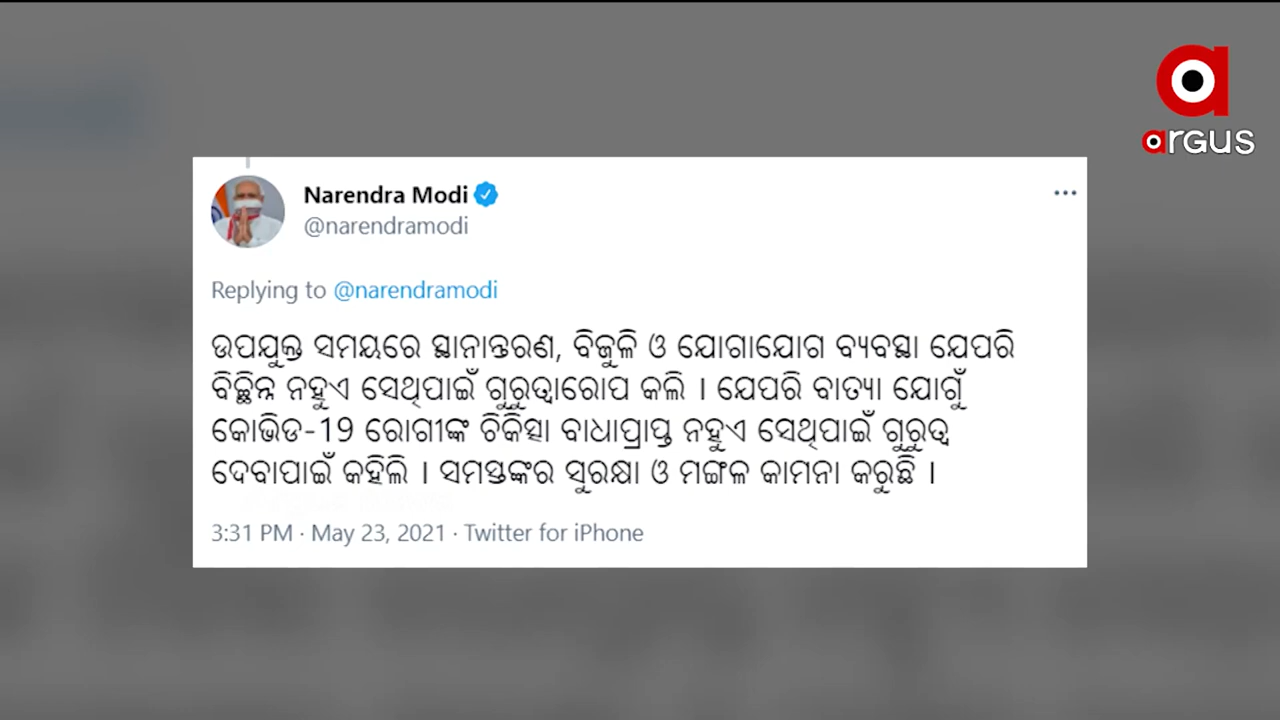 argus
Narendra Modi
@narendramodi
Replying to @narendramodi
ଉପଯୁକ୍ତ ସମୟରେ ସ୍ଥାନାନ୍ତରଣ, ବିଜୁଳି ଓ ଯୋଗାଯୋଗ ବ୍ୟବସ୍ଥା ଯେପରି
ବିଚ୍ଛିନ୍ନ ନହୁଏ ସେଥିପାଇଁ ଗୁରୁତ୍ୱାରୋପ କଲି । ଯେପରି ବାତ୍ୟା ଯୋଗୁଁ
କୋଭିଡ-19 ରୋଗୀଙ୍କ ଚିକିତ୍ସା ବାଧାପ୍ରାପ୍ତ ନହୁଏ ସେଥିପାଇଁ ଗୁରୁତ୍ୱ
ଦେବାପାଇଁ କହିଲି । ସମସ୍ତଙ୍କର ସୁରକ୍ଷା ଓ ମଙ୍ଗଳ କାମନା କରୁଛି ।
3:31 PM · May 23, 2021 · Twitter for iPhone